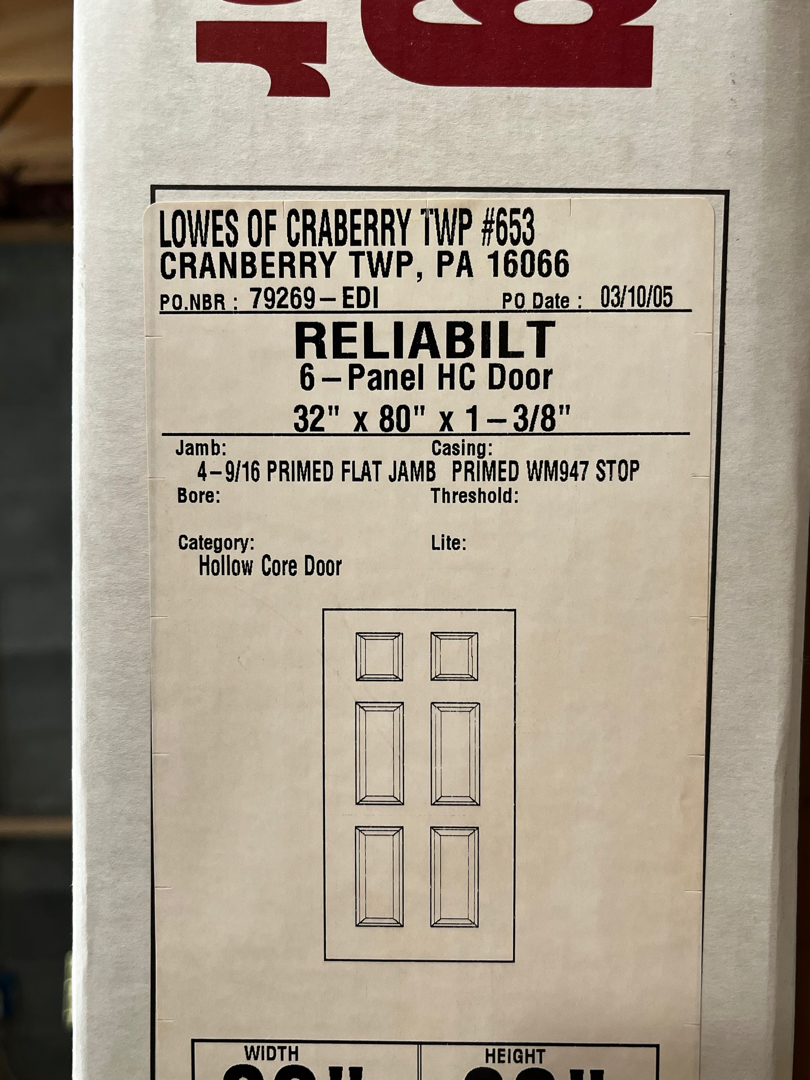 LOWES OF CRABERRY TWP #653
CRANBERRY TWP, PA 16066
PO.NBR : 79269-EDI PO Date : 03/10/05
RELIABILT
6-Panel HC Door
32" x 80" x 1-3/8"
Jamb: Casing:
4-9/16 PRIMED FLAT JAMB PRIMED WM947 STOP
Bore: Threshold:
Category: Lite:
Hollow Core Door
WIDTH HEIGHT